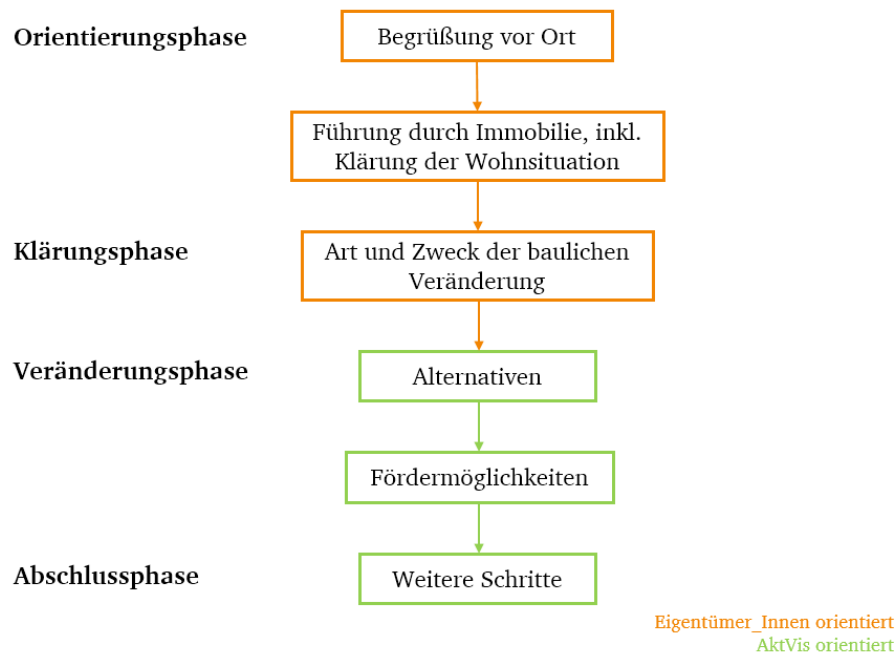 Orientierungsphase
Begrüßung vor Ort
Führung durch Immobilie, inkl.
Klärung der Wohnsituation
Klärungsphase
Art und Zweck der baulichen
Veränderung
Veränderungsphase
Alternativen
Fördermöglichkeiten
Abschlussphase
Weitere Schritte
Eigentümer_Innen orientiert
AktVis orientiert